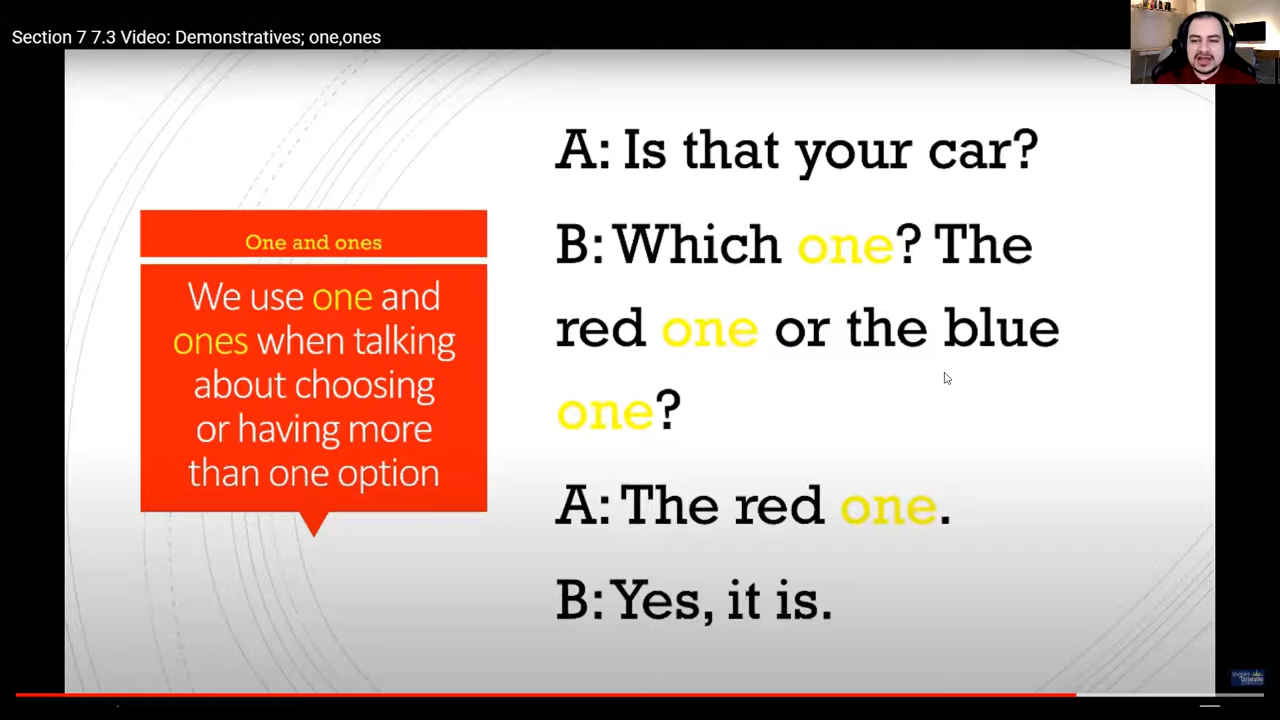 Section 7 7.3 Video: Demonstratives; one,ones
One and ones
We use one and
ones when talking
about choosing
or having more
than one option
A: Is that your car?
B: Which one? The
red one or the blue
one?
A: The red one.
B: Yes, it is.